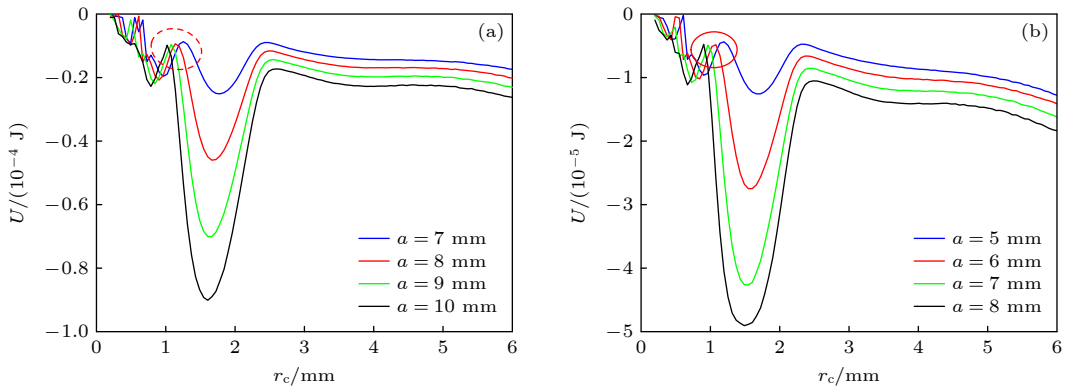 (a)
0
−0.2
−0.4
−0.6
−0.8
−1.0
U/(10⁻⁴ J)
a = 7 mm
a = 8 mm
a = 9 mm
a = 10 mm
0 1 2 3 4 5 6
r_c/mm
(b)
0
−1
−2
−3
−4
−5
U/(10⁻⁵ J)
a = 5 mm
a = 6 mm
a = 7 mm
a = 8 mm
0 1 2 3 4 5 6
r_c/mm